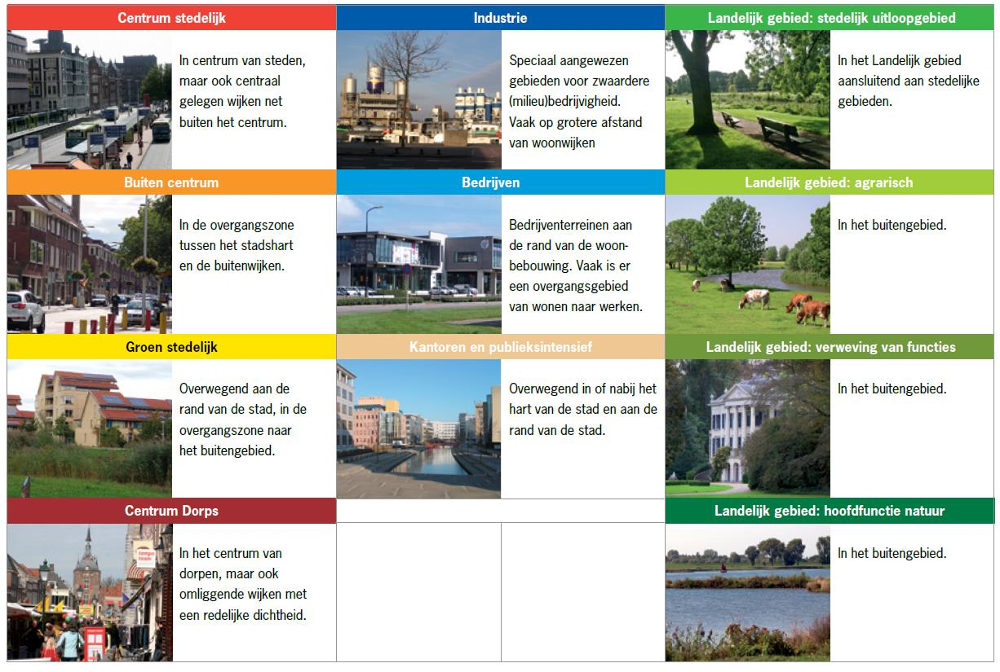 Centrum stedelijk
In centrum van steden,
maar ook centraal
gelegen wijken net
buiten het centrum.
Industrie
Speciaal aangewezen
gebieden voor zwaardere
(milieu)bedrijvigheid.
Vaak op grotere afstand
van woonwijken
Landelijk gebied: stedelijk uitloopgebied
In het Landelijk gebied
aansluitend aan stedelijke
gebieden.
Buiten centrum
In de overgangszone
tussen het stadshart
en de buitenwijken.
Bedrijven
Bedrijventerreinen aan
de rand van de woon-
bebouwing. Vaak is er
een overgangsgebied
van wonen naar werken.
Landelijk gebied: agrarisch
In het buitengebied.
Groen stedelijk
Overwegend aan de
rand van de stad, in de
overgangszone naar
het buitengebied.
Kantoren en publieksintensief
Overwegend in of nabij het
hart van de stad en aan de
rand van de stad.
Landelijk gebied: verweving van functies
In het buitengebied.
Centrum Dorps
tempo
team
In het centrum van
dorpen, maar ook
omliggende wijken met
een redelijke dichtheid.
Landelijk gebied: hoofdfunctie natuur
In het buitengebied.